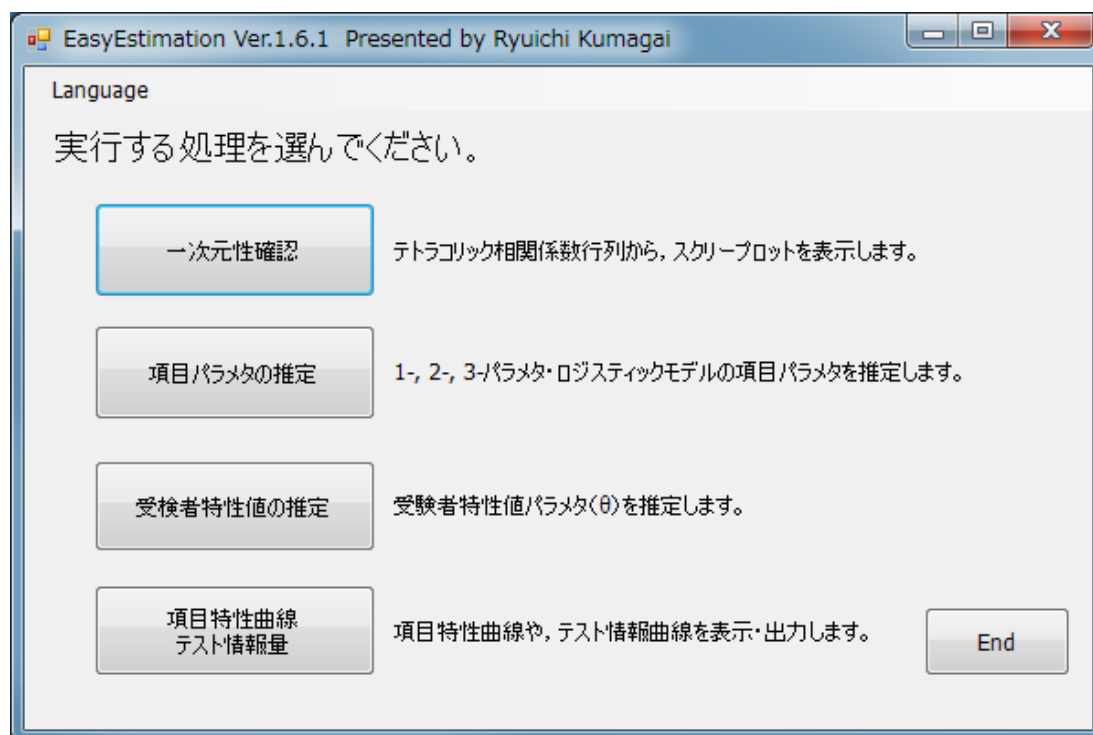 EasyEstimation Ver.1.6.1 Presented by Ryuichi Kumagai
Language
実行する処理を選んでください。
一次元性確認
テトラコリック相関係数行列から，スクリープロットを表示します。
項目パラメタの推定
1-, 2-, 3-パラメタ・ロジスティックモデルの項目パラメタを推定します。
受検者特性値の推定
受験者特性値パラメタ(θ)を推定します。
項目特性曲線
テスト情報量
項目特性曲線や，テスト情報曲線を表示・出力します。
End